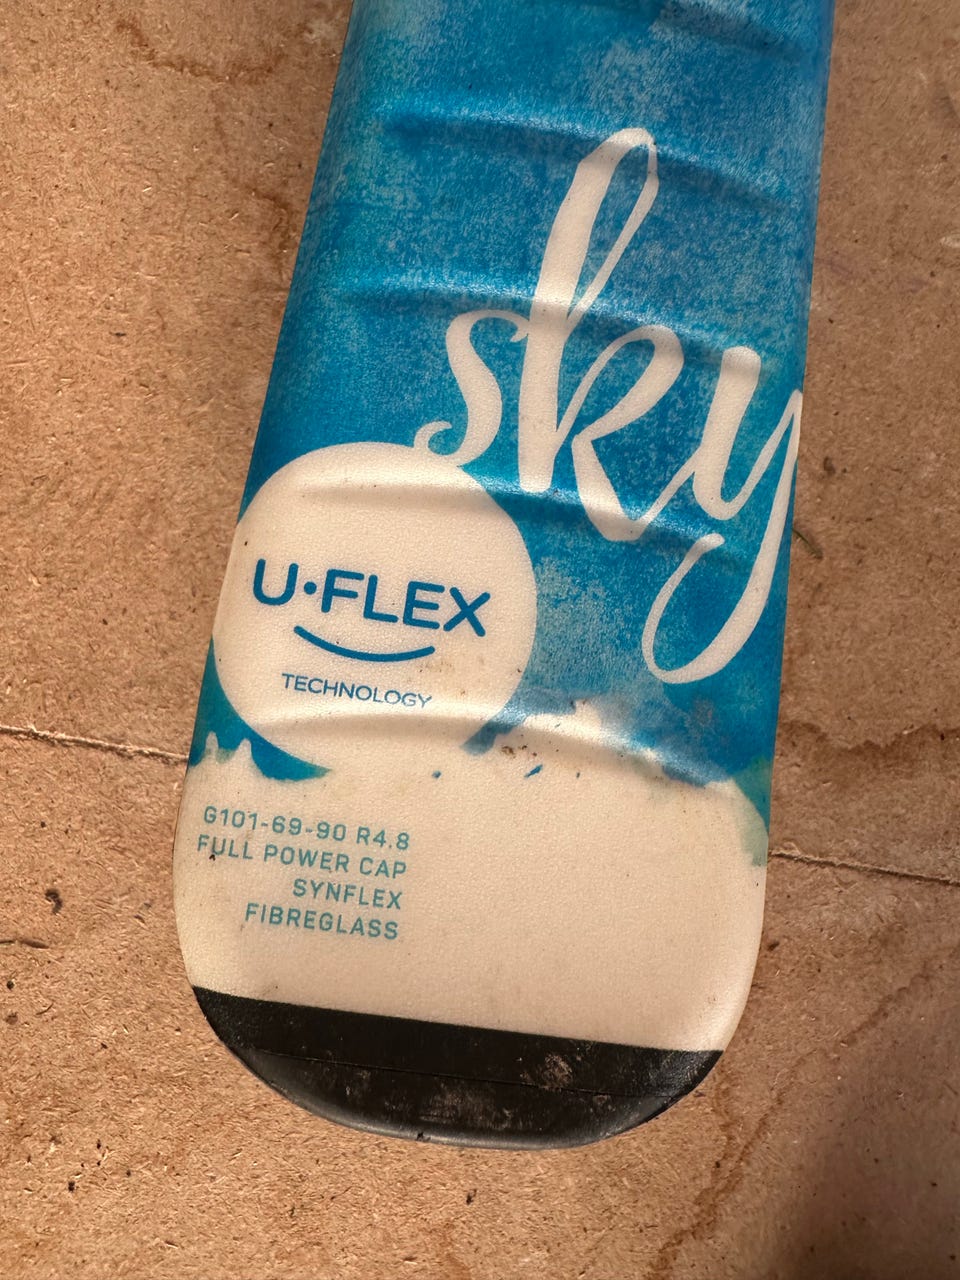 sky
U•FLEX
TECHNOLOGY
G101-69-90 R4.8
FULL POWER CAP
SYNFLEX
FIBREGLASS